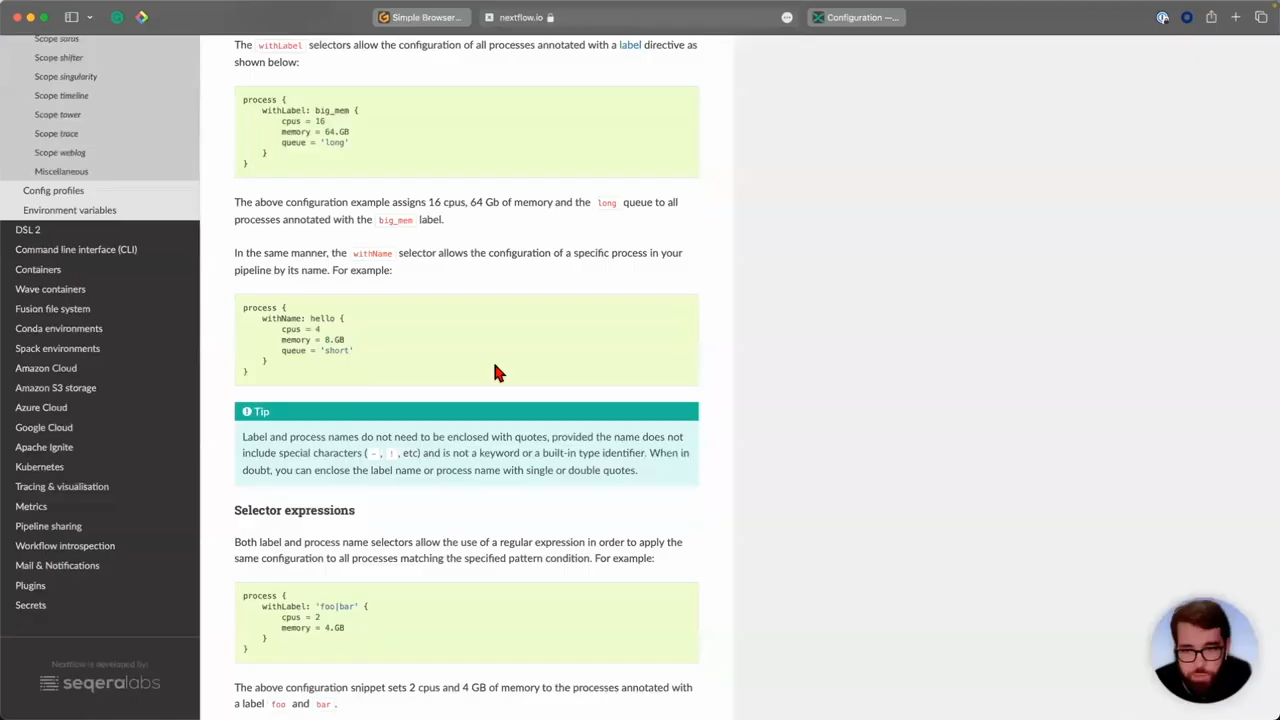 Simple Browser...
nextflow.io
Configuration —...
Scope sarus
Scope shifter
Scope singularity
Scope timeline
Scope tower
Scope trace
Scope weblog
Miscellaneous
Config profiles
Environment variables
DSL 2
Command line interface (CLI)
Containers
Wave containers
Fusion file system
Conda environments
Spack environments
Amazon Cloud
Amazon S3 storage
Azure Cloud
Google Cloud
Apache Ignite
Kubernetes
Tracing & visualisation
Metrics
Pipeline sharing
Workflow introspection
Mail & Notifications
Plugins
Secrets
Nextflow is developed by:
seqeralabs
The withLabel selectors allow the configuration of all processes annotated with a label directive as
shown below:
process {
withLabel: big_mem {
cpus = 16
memory = 64.GB
queue = 'long'
}
}
The above configuration example assigns 16 cpus, 64 Gb of memory and the long queue to all
processes annotated with the big_mem label.
In the same manner, the withName selector allows the configuration of a specific process in your
pipeline by its name. For example:
process {
withName: hello {
cpus = 4
memory = 8.GB
queue = 'short'
}
}
Tip
Label and process names do not need to be enclosed with quotes, provided the name does not
include special characters ( - , ! , etc) and is not a keyword or a built-in type identifier. When in
doubt, you can enclose the label name or process name with single or double quotes.
Selector expressions
Both label and process name selectors allow the use of a regular expression in order to apply the
same configuration to all processes matching the specified pattern condition. For example:
process {
withLabel: 'foo|bar' {
cpus = 2
memory = 4.GB
}
}
The above configuration snippet sets 2 cpus and 4 GB of memory to the processes annotated with
a label foo and bar .